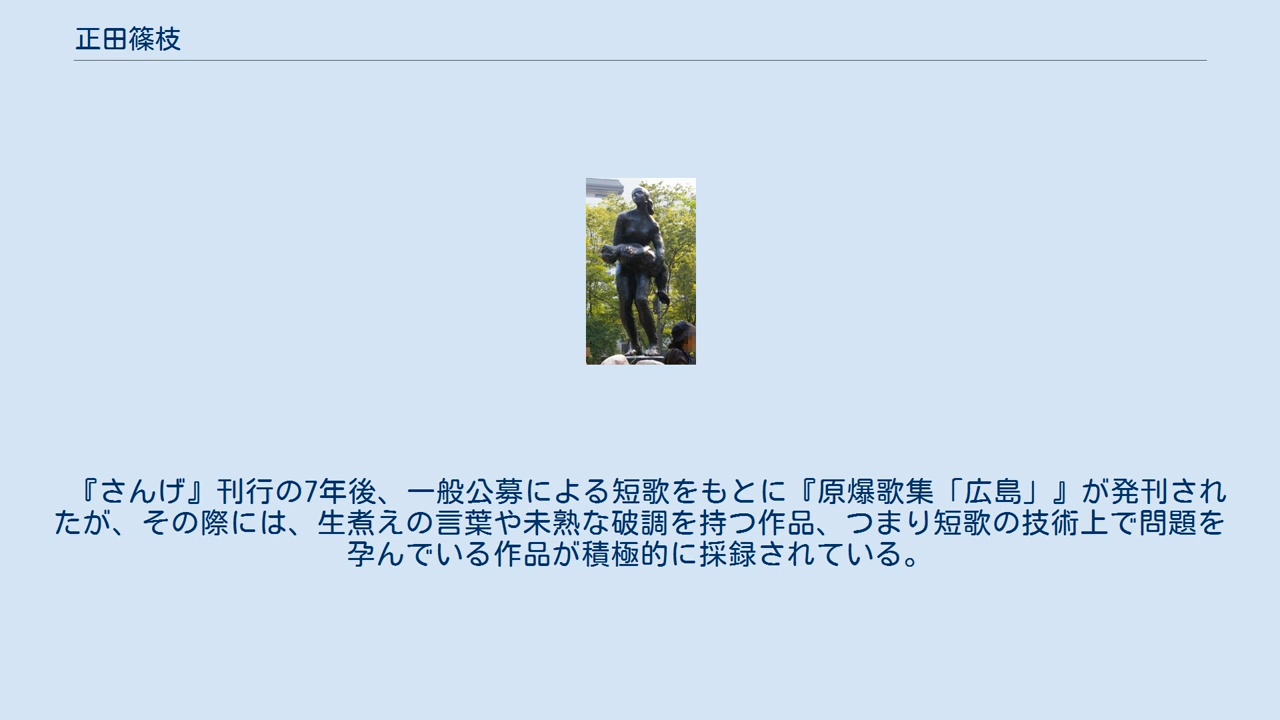 正田篠枝
『さんげ』刊行の7年後、一般公募による短歌をもとに『原爆歌集「広島」』が発刊され
たが、その際には、生煮えの言葉や未熟な破調を持つ作品、つまり短歌の技術上で問題を
孕んでいる作品が積極的に採録されている。